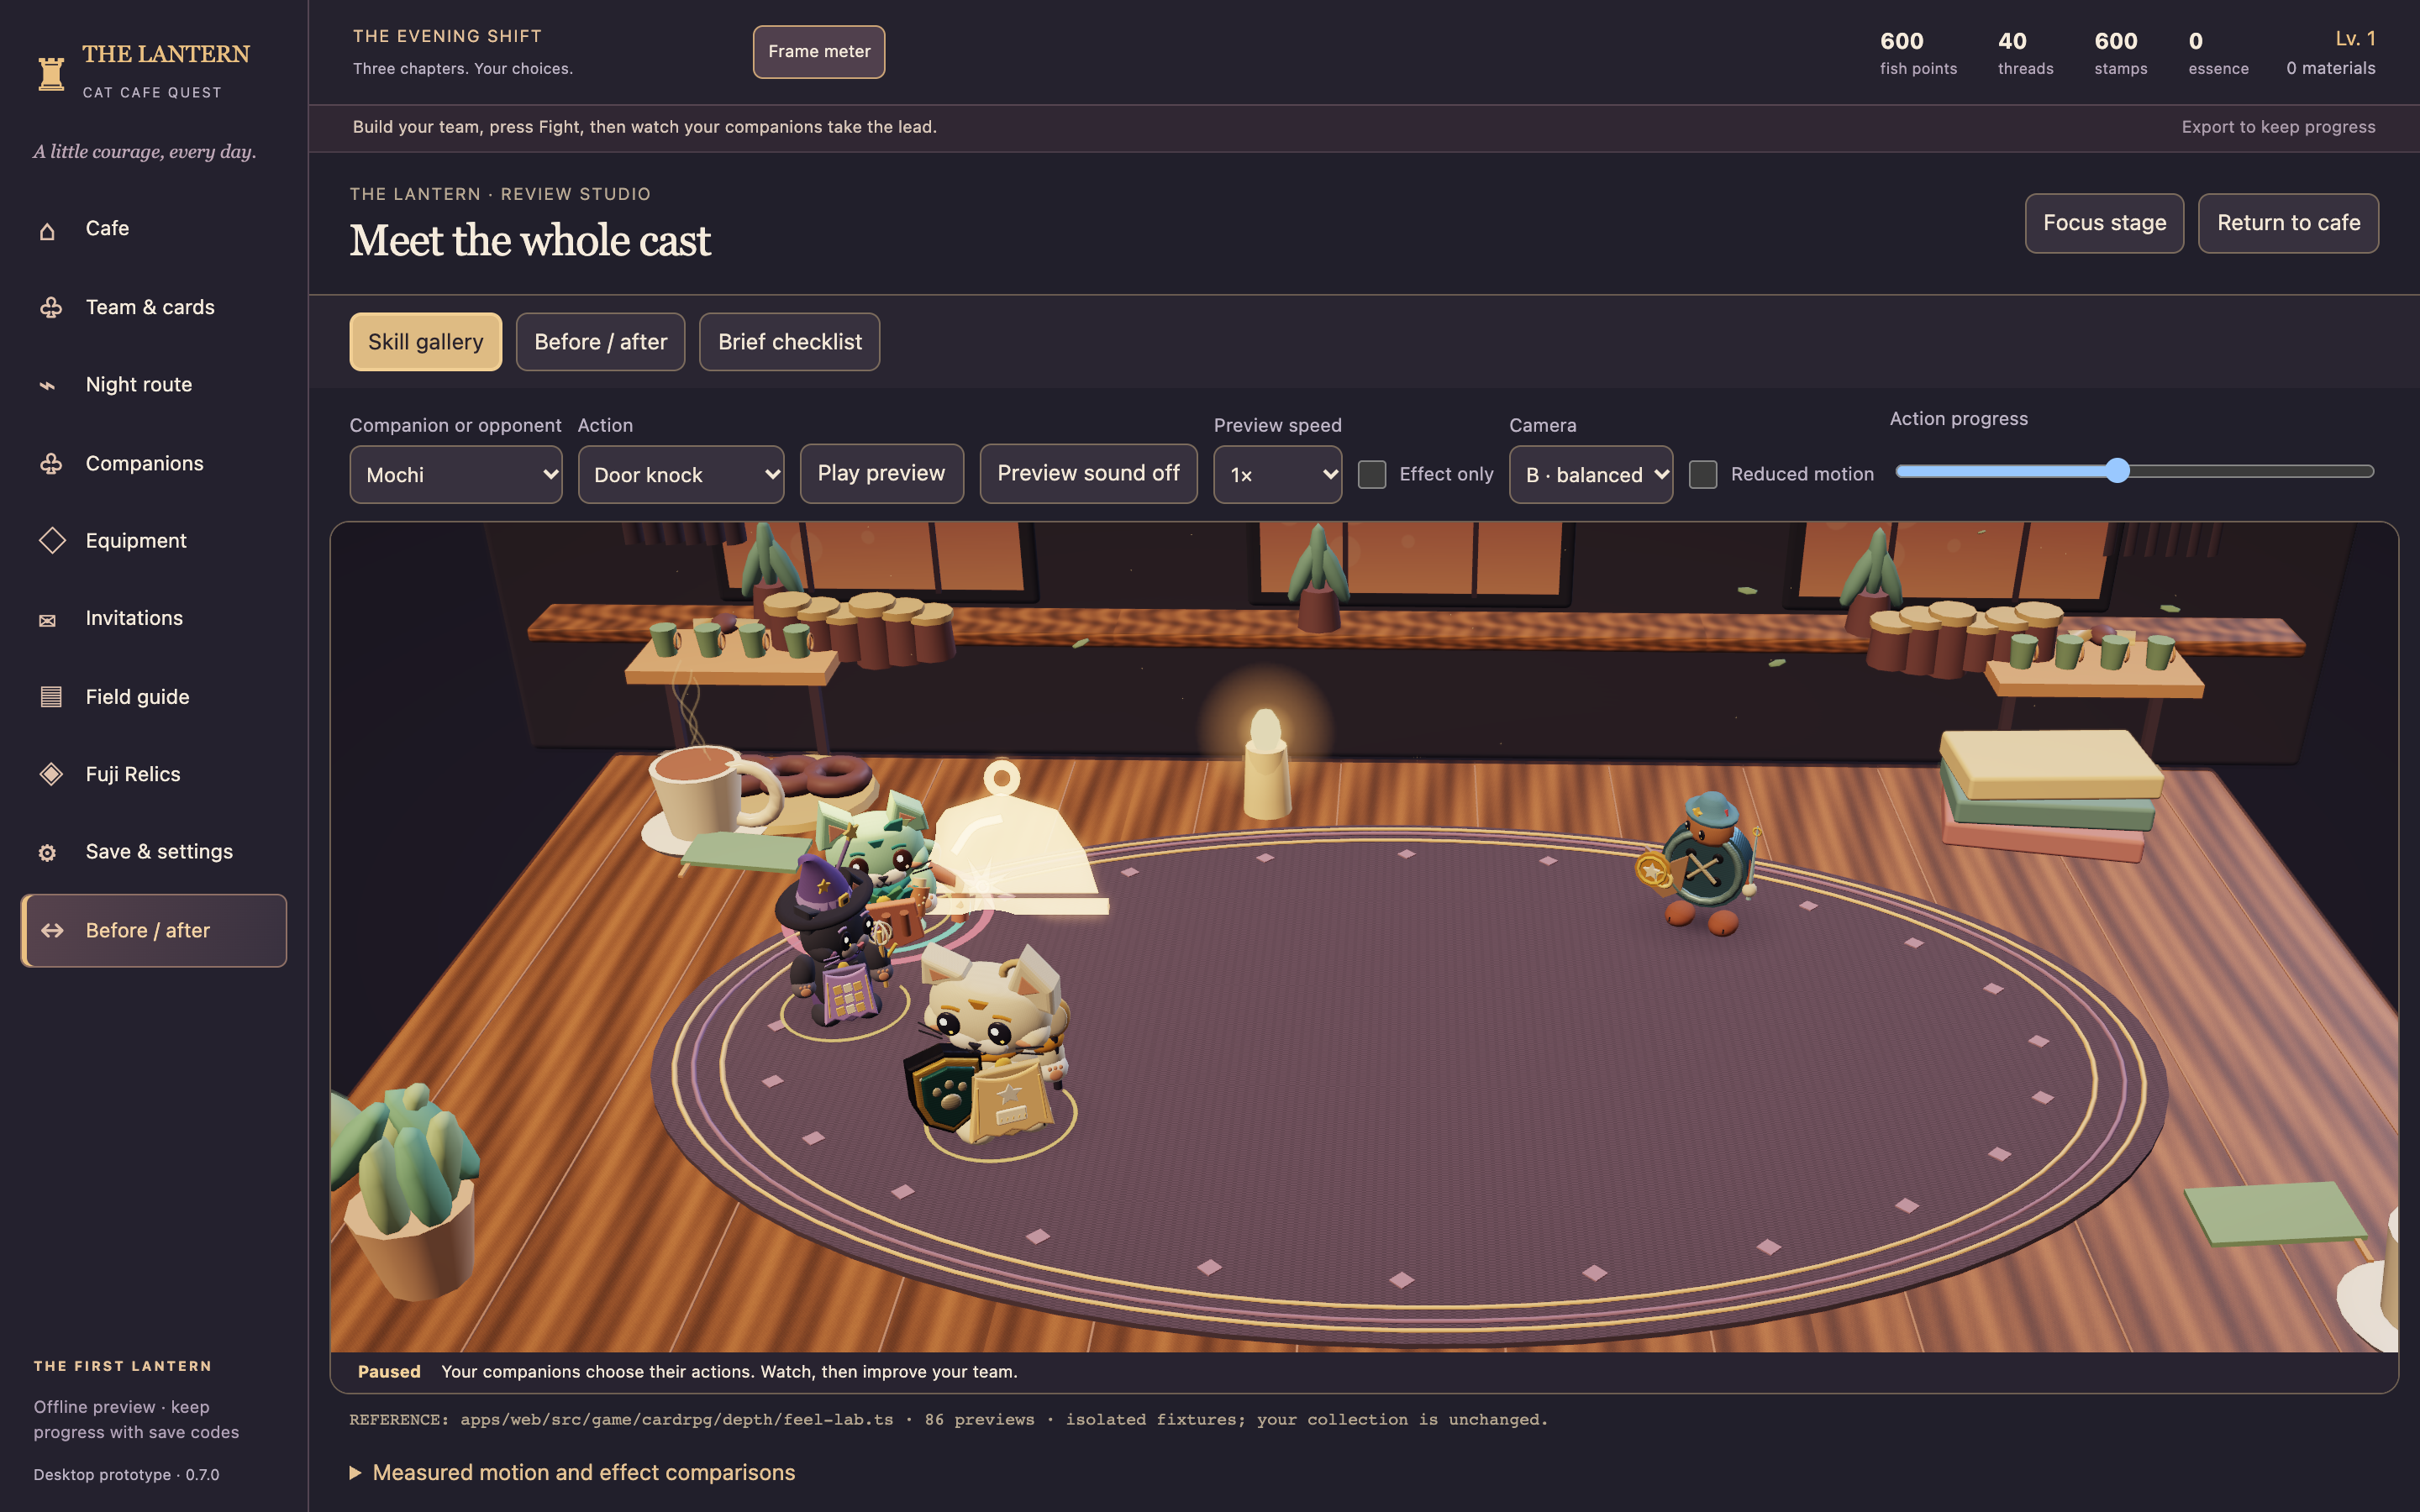 THE LANTERN
CAT CAFE QUEST
A little courage, every day.
Cafe
Team & cards
Night route
Companions
Equipment
Invitations
Field guide
Fuji Relics
Save & settings
Before / after
THE FIRST LANTERN
Offline preview · keep
progress with save codes
Desktop prototype · 0.7.0
THE EVENING SHIFT
Three chapters. Your choices.
Frame meter
600 fish points
40 threads
600 stamps
0 essence
Lv. 1
0 materials
Build your team, press Fight, then watch your companions take the lead.
Export to keep progress
THE LANTERN · REVIEW STUDIO
Meet the whole cast
Focus stage
Return to cafe
Skill gallery
Before / after
Brief checklist
Companion or opponent
Mochi
Action
Door knock
Play preview
Preview sound off
Preview speed
1×
Effect only
Camera
B · balanced
Reduced motion
Action progress
Paused Your companions choose their actions. Watch, then improve your team.
REFERENCE: apps/web/src/game/cardrpg/depth/feel-lab.ts · 86 previews · isolated fixtures; your collection is unchanged.
Measured motion and effect comparisons